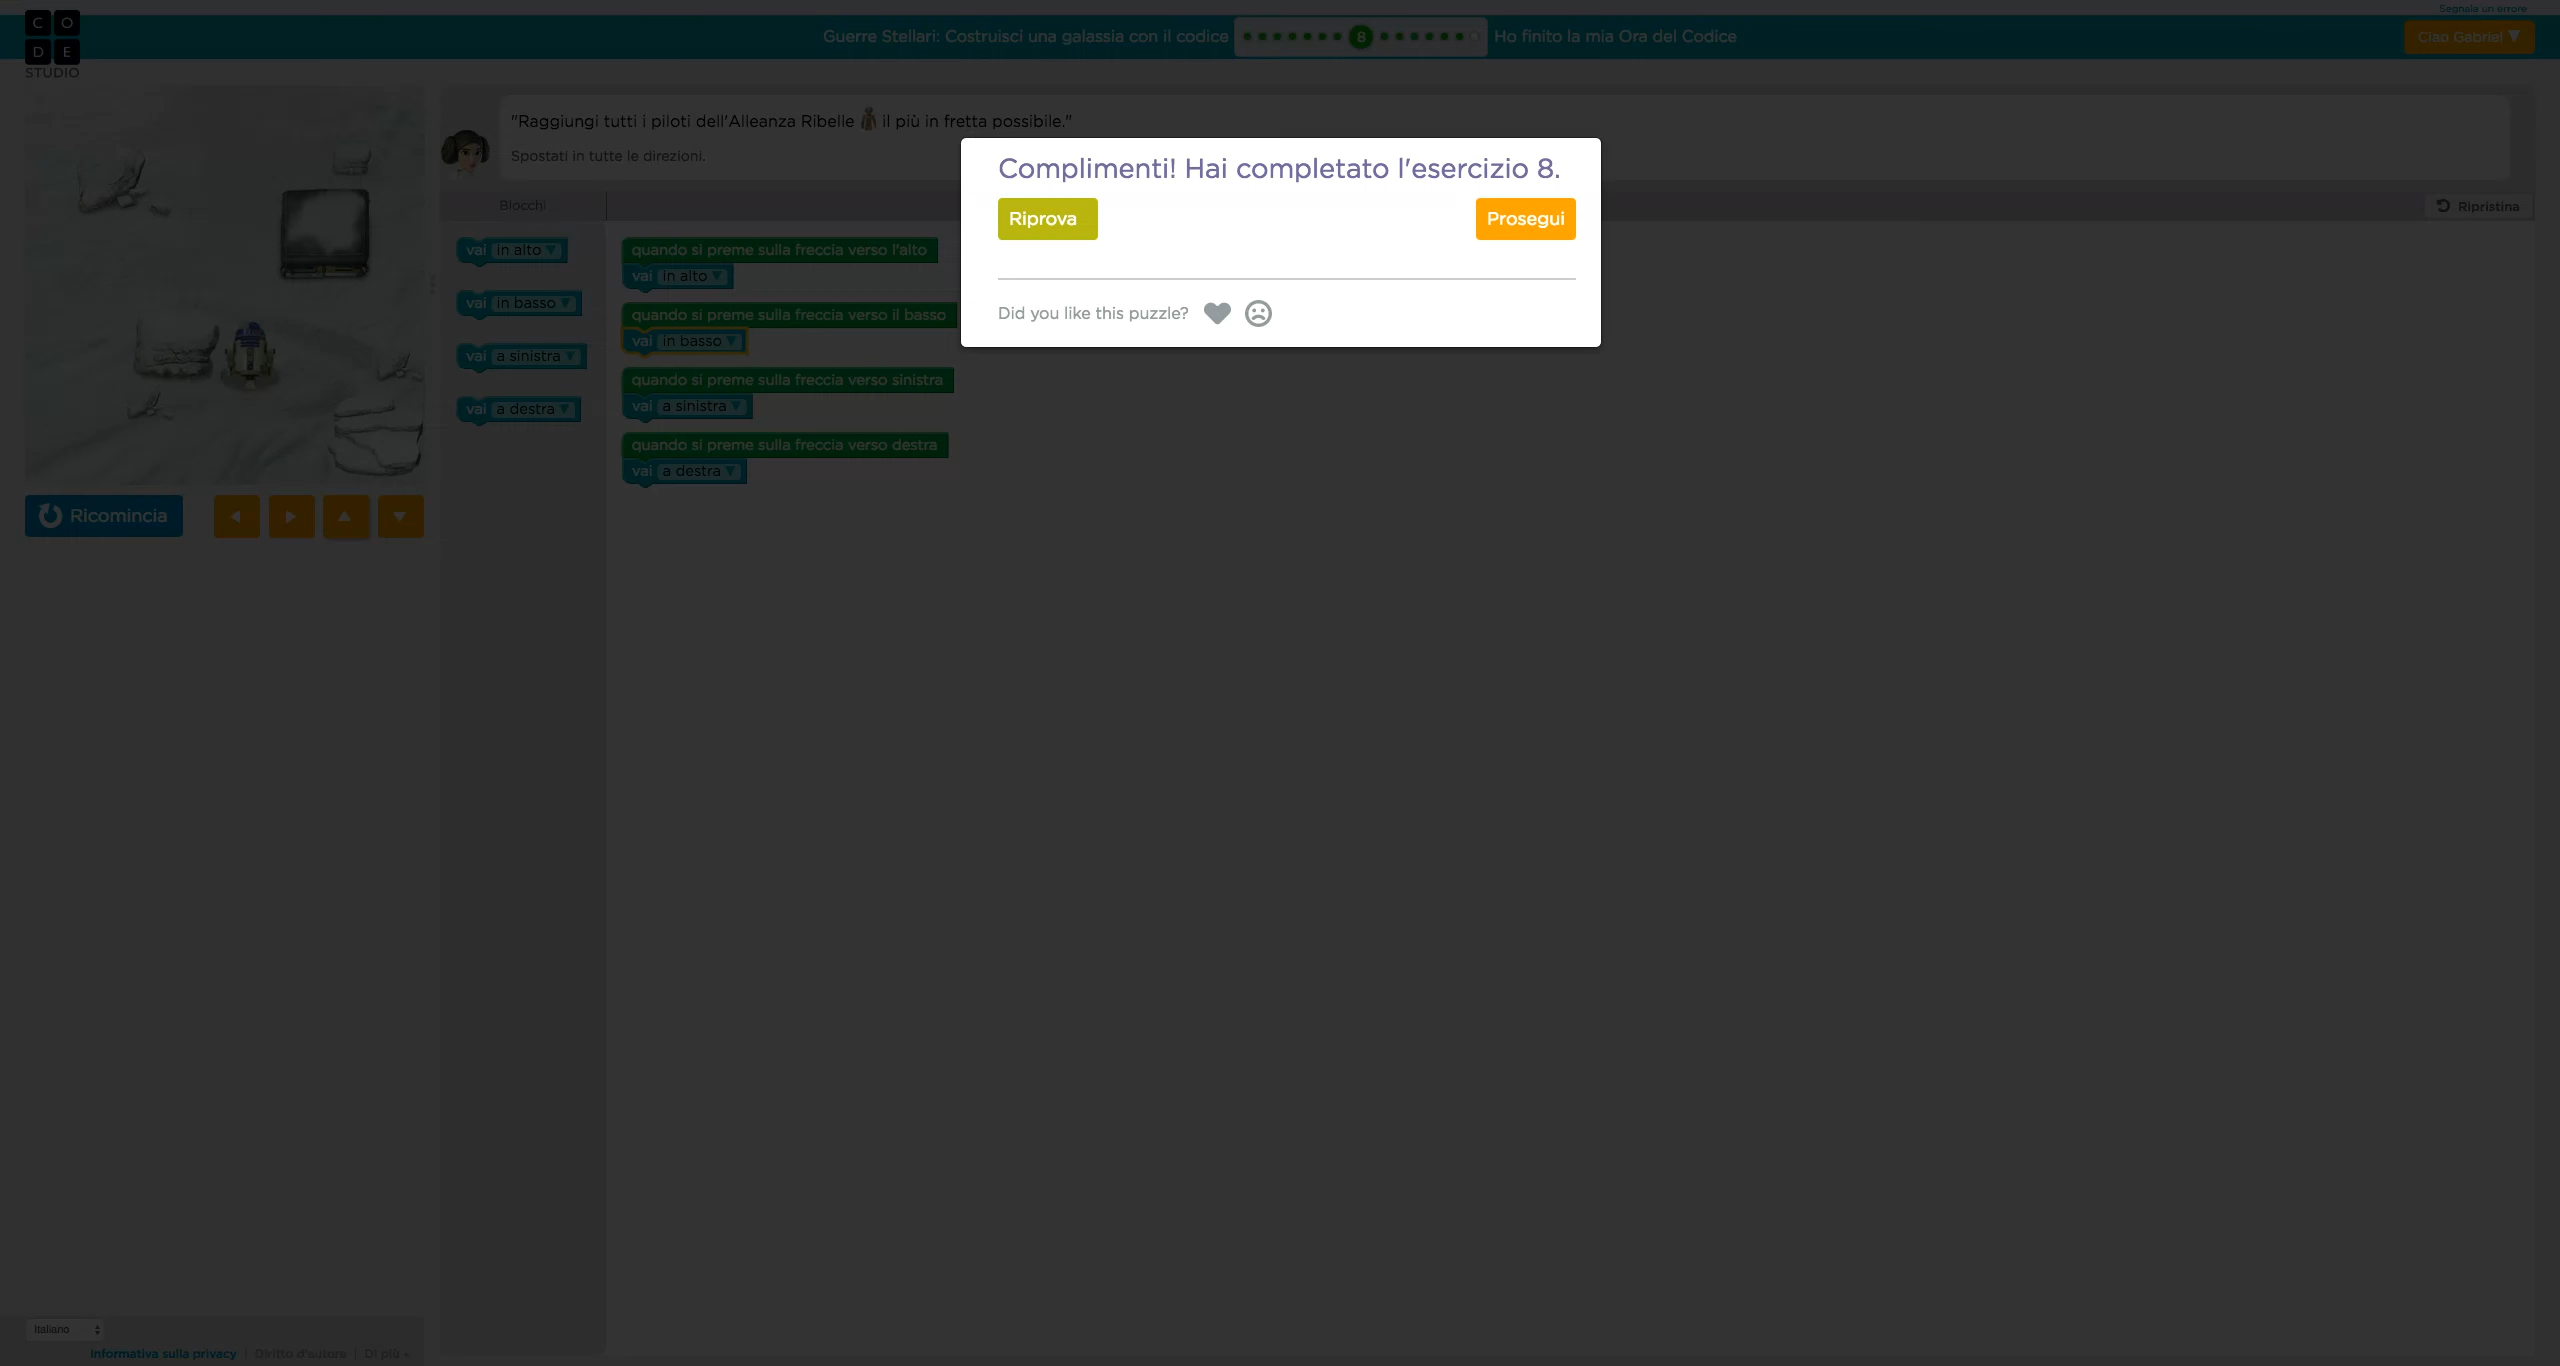 Segnala un errore
C O
D E
STUDIO
Guerre Stellari: Costruisci una galassia con il codice 8 Ho finito la mia Ora del Codice
Ciao Gabriel ▼
"Raggiungi tutti i piloti dell'Alleanza Ribelle il più in fretta possibile."
Spostati in tutte le direzioni.
Complimenti! Hai completato l'esercizio 8.
Riprova
Prosegui
Did you like this puzzle?
Blocchi
Ripristina
vai in alto ▼
vai in basso ▼
vai a sinistra ▼
vai a destra ▼
quando si preme sulla freccia verso l'alto
vai in alto ▼
quando si preme sulla freccia verso il basso
vai in basso ▼
quando si preme sulla freccia verso sinistra
vai a sinistra ▼
quando si preme sulla freccia verso destra
vai a destra ▼
Ricomincia
Italiano
Informativa sulla privacy | Diritto d'autore | Di più